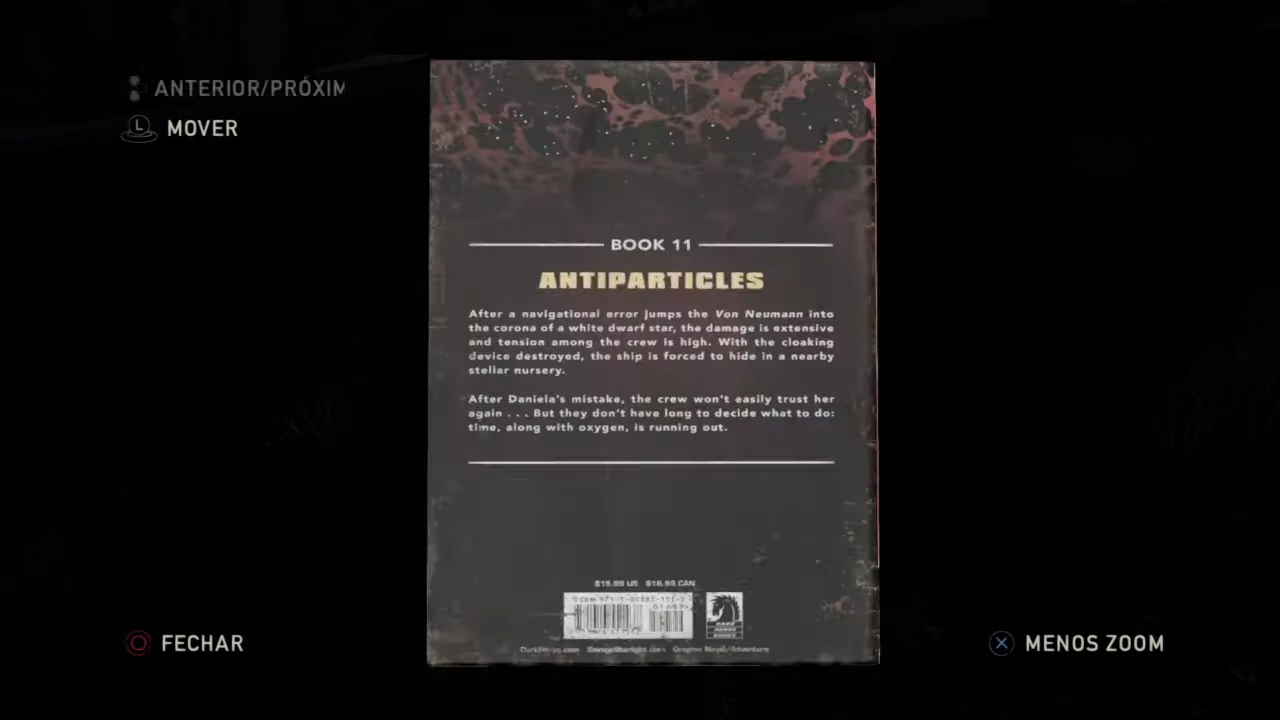 ANTERIOR/PRÓXIM
MOVER
BOOK 11
ANTIPARTICLES
After a navigational error jumps the Von Neumann into
the corona of a white dwarf star, the damage is extensive
and tension among the crew is high. With the cloaking
device destroyed, the ship is forced to hide in a nearby
stellar nursery.
After Daniela's mistake, the crew won't easily trust her
again . . . But they don't have long to decide what to do:
time, along with oxygen, is running out.
$15.99 US $16.99 CAN
Graphic Novel/Adventure
FECHAR
MENOS ZOOM